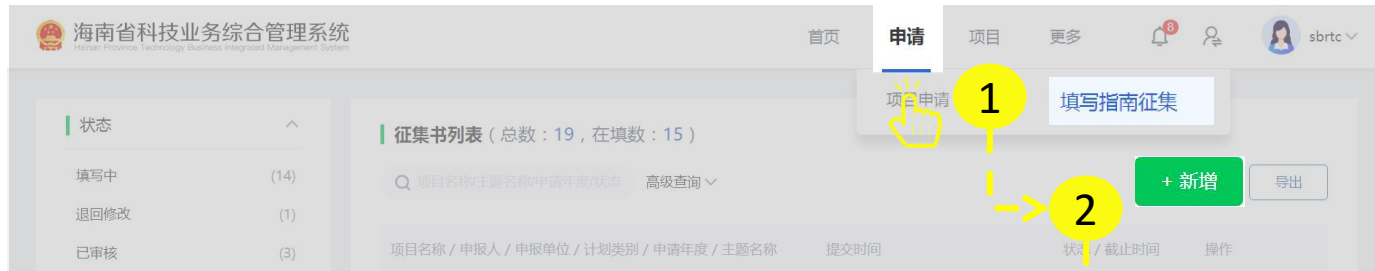 海南省科技业务综合管理系统
Hainan Province Technology Business Integrated Management System
首页 申请 项目 更多 8 sbrtc
项目申请 1 填写指南征集
状态
征集书列表(总数:19,在填数:15)
填写中 (14)
项目名称/主题名称/申请年度/状态 高级查询 + 新增 导出
退回修改 (1)
2
已审核 (3)
项目名称 / 申报人 / 申报单位 / 计划类别 / 申请年度 / 主题名称 提交时间 状态 / 截止时间 操作